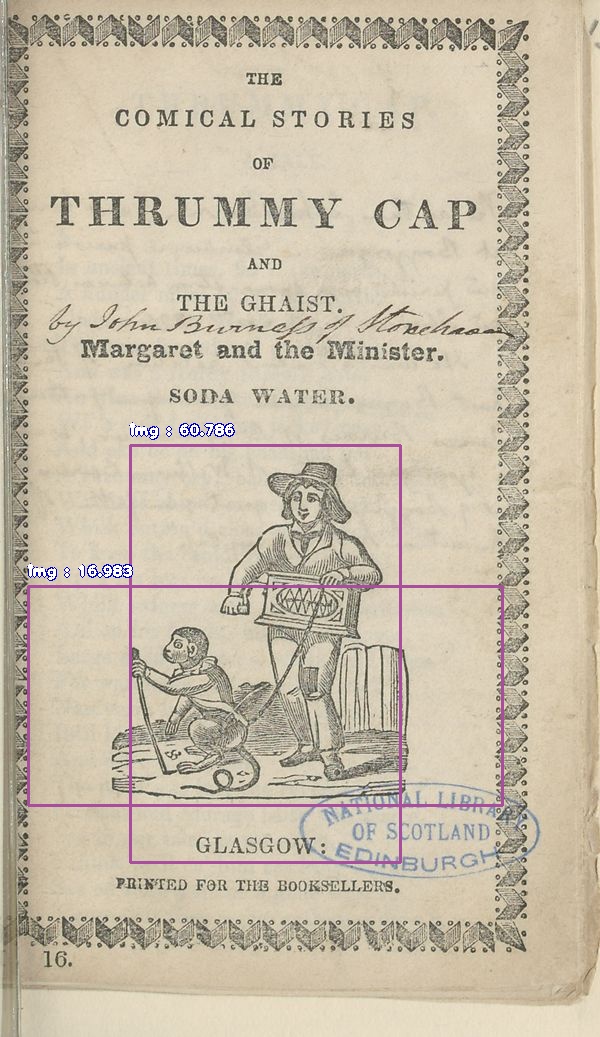 THE
COMICAL STORIES
OF
THRUMMY CAP
AND
THE GHAIST.
by John Burness of Stonehaven
Margaret and the Minister.
SODA WATER.
img : 60.786
img : 16.983
NATIONAL LIBRARY
OF SCOTLAND
EDINBURGH
GLASGOW:
PRINTED FOR THE BOOKSELLERS.
16.